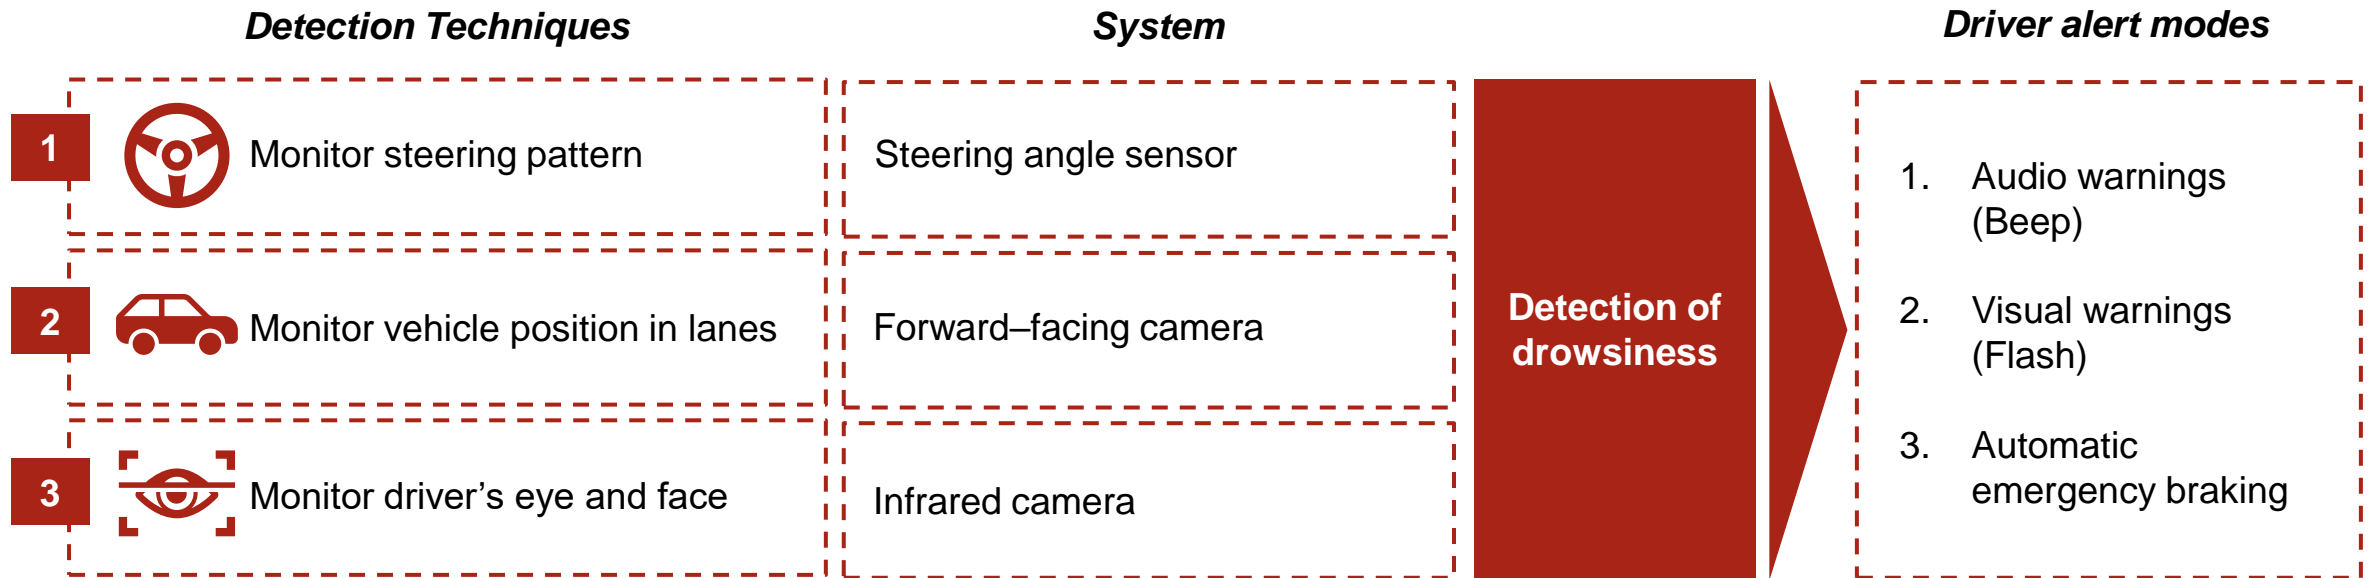 Detection Techniques
System
Driver alert modes
1
Monitor steering pattern
Steering angle sensor
2
Monitor vehicle position in lanes
Forward–facing camera
3
Monitor driver’s eye and face
Infrared camera
Detection of
drowsiness
1. Audio warnings
(Beep)
2. Visual warnings
(Flash)
3. Automatic
emergency braking